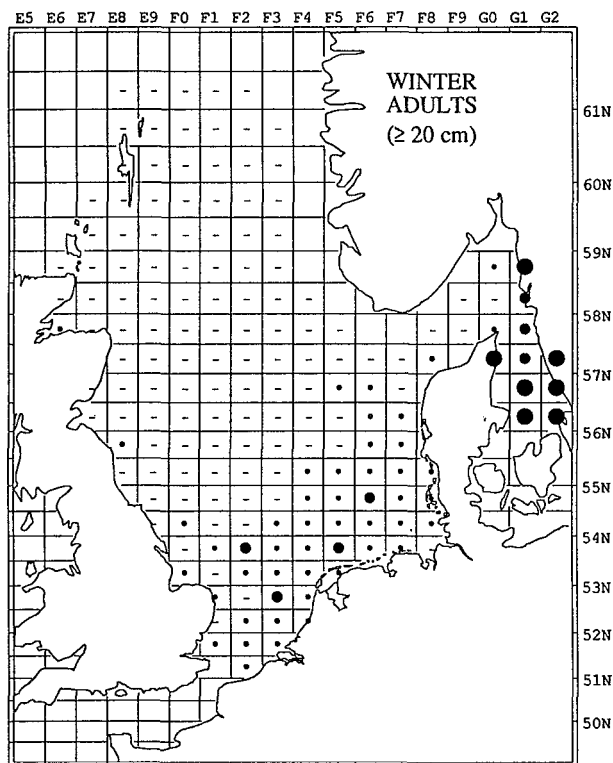 E5 E6 E7 E8 E9 F0 F1 F2 F3 F4 F5 F6 F7 F8 F9 G0 G1 G2
WINTER
ADULTS
(≥ 20 cm)
61N
60N
59N
58N
57N
56N
55N
54N
53N
52N
51N
50N